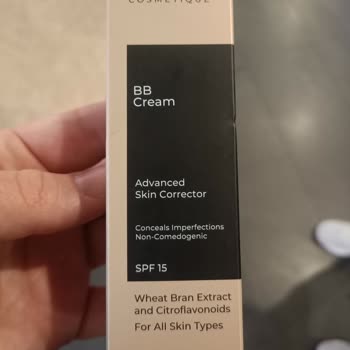 COSMETIQUE
BB
Cream
Advanced
Skin Corrector
Conceals Imperfections
Non-Comedogenic
SPF 15
Wheat Bran Extract
and Citroflavonoids
For All Skin Types